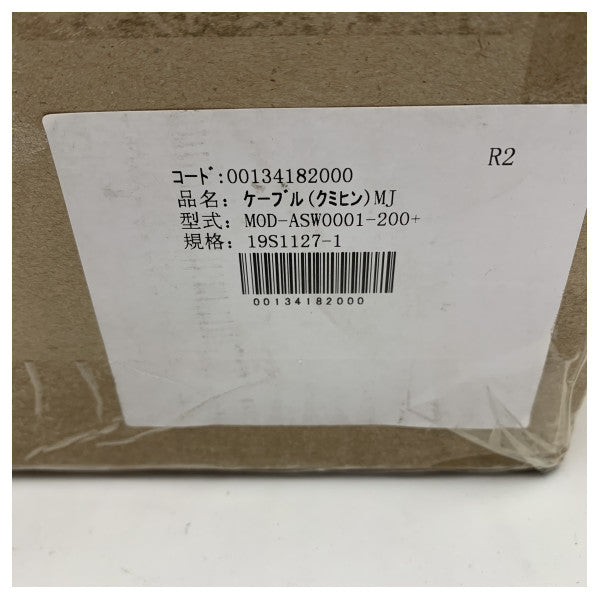 R2
コード:00134182000
品名: ケーブル(クミヒン)MJ
型式: MOD-ASW0001-200+
規格: 19S1127-1
00134182000